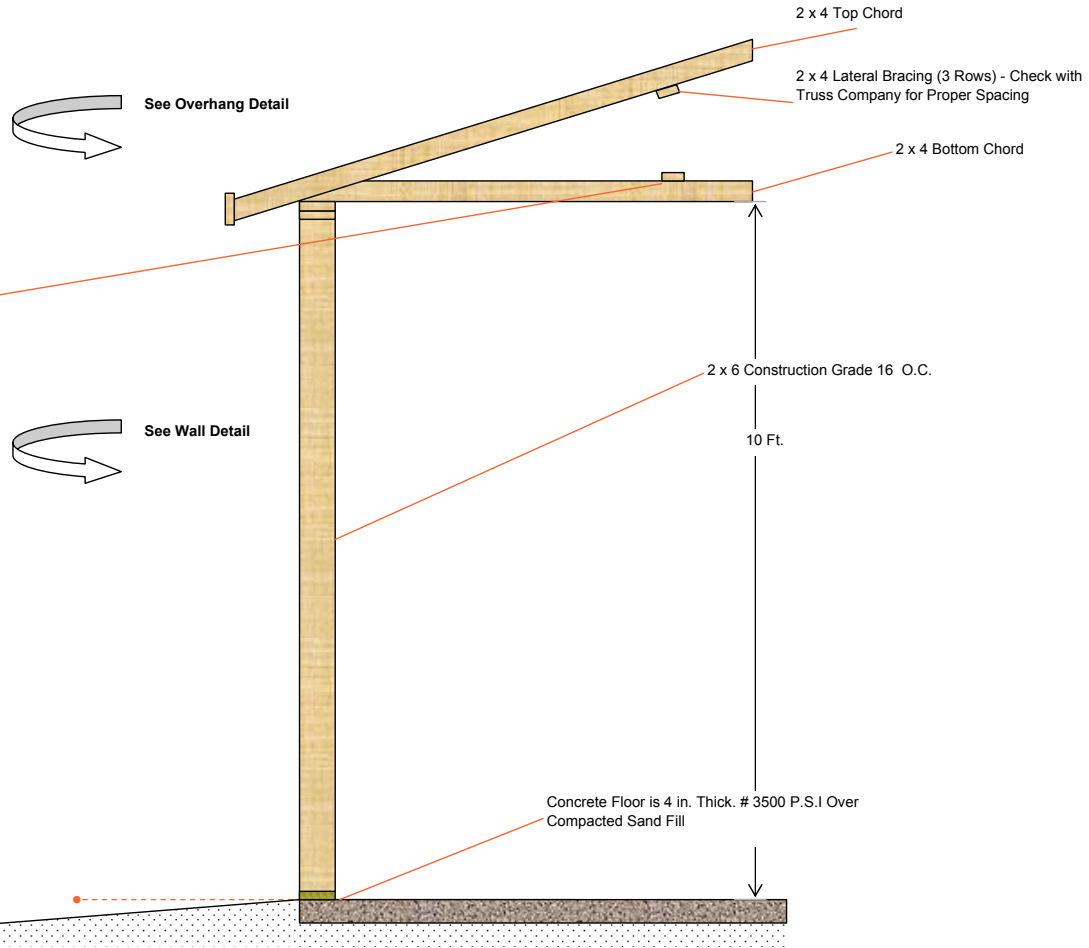 2 x 4 Top Chord
2 x 4 Lateral Bracing (3 Rows) - Check with
Truss Company for Proper Spacing
See Overhang Detail
2 x 4 Bottom Chord
2 x 6 Construction Grade 16  O.C.
See Wall Detail
10 Ft.
Concrete Floor is 4 in. Thick. # 3500 P.S.I Over
Compacted Sand Fill